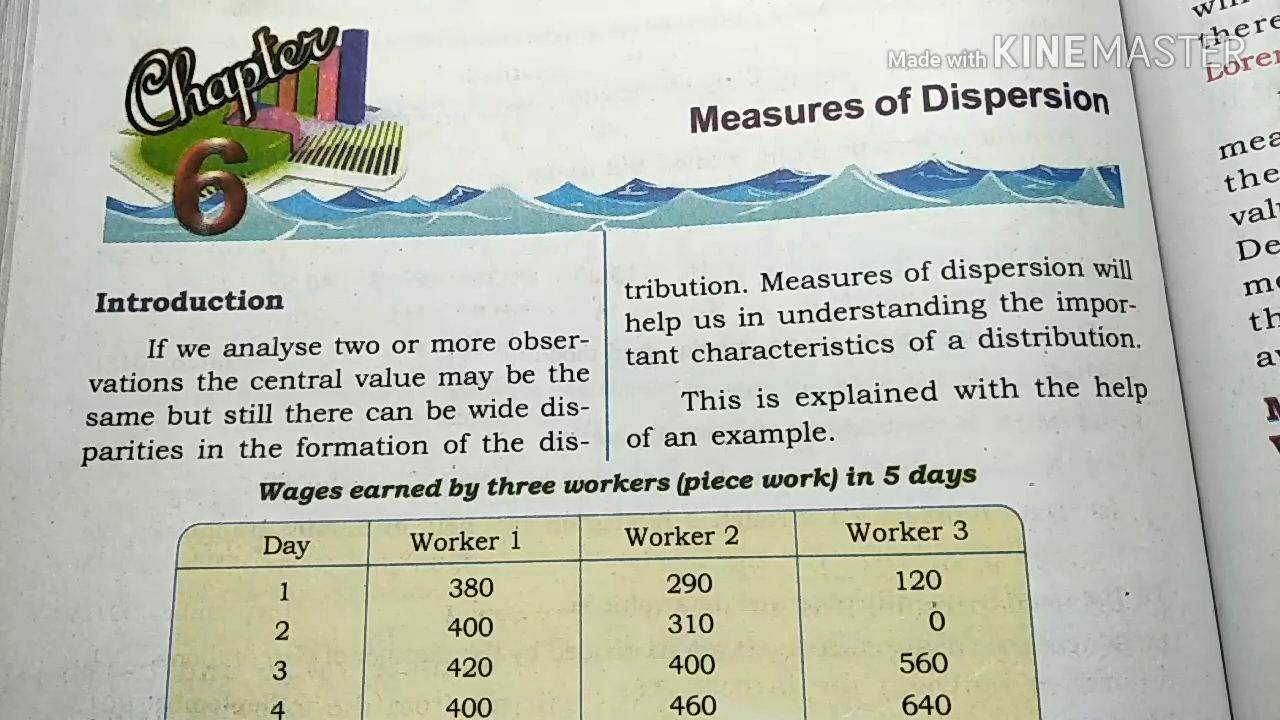 Chapter
6
Made with KINEMASTER
Measures of Dispersion
Introduction
If we analyse two or more obser-
vations the central value may be the
same but still there can be wide dis-
parities in the formation of the dis-
tribution. Measures of dispersion will
help us in understanding the impor-
tant characteristics of a distribution.
This is explained with the help
of an example.
Wages earned by three workers (piece work) in 5 days
Day Worker 1 Worker 2 Worker 3
1 380 290 120
2 400 310 0
3 420 400 560
4 400 460 640
there
the